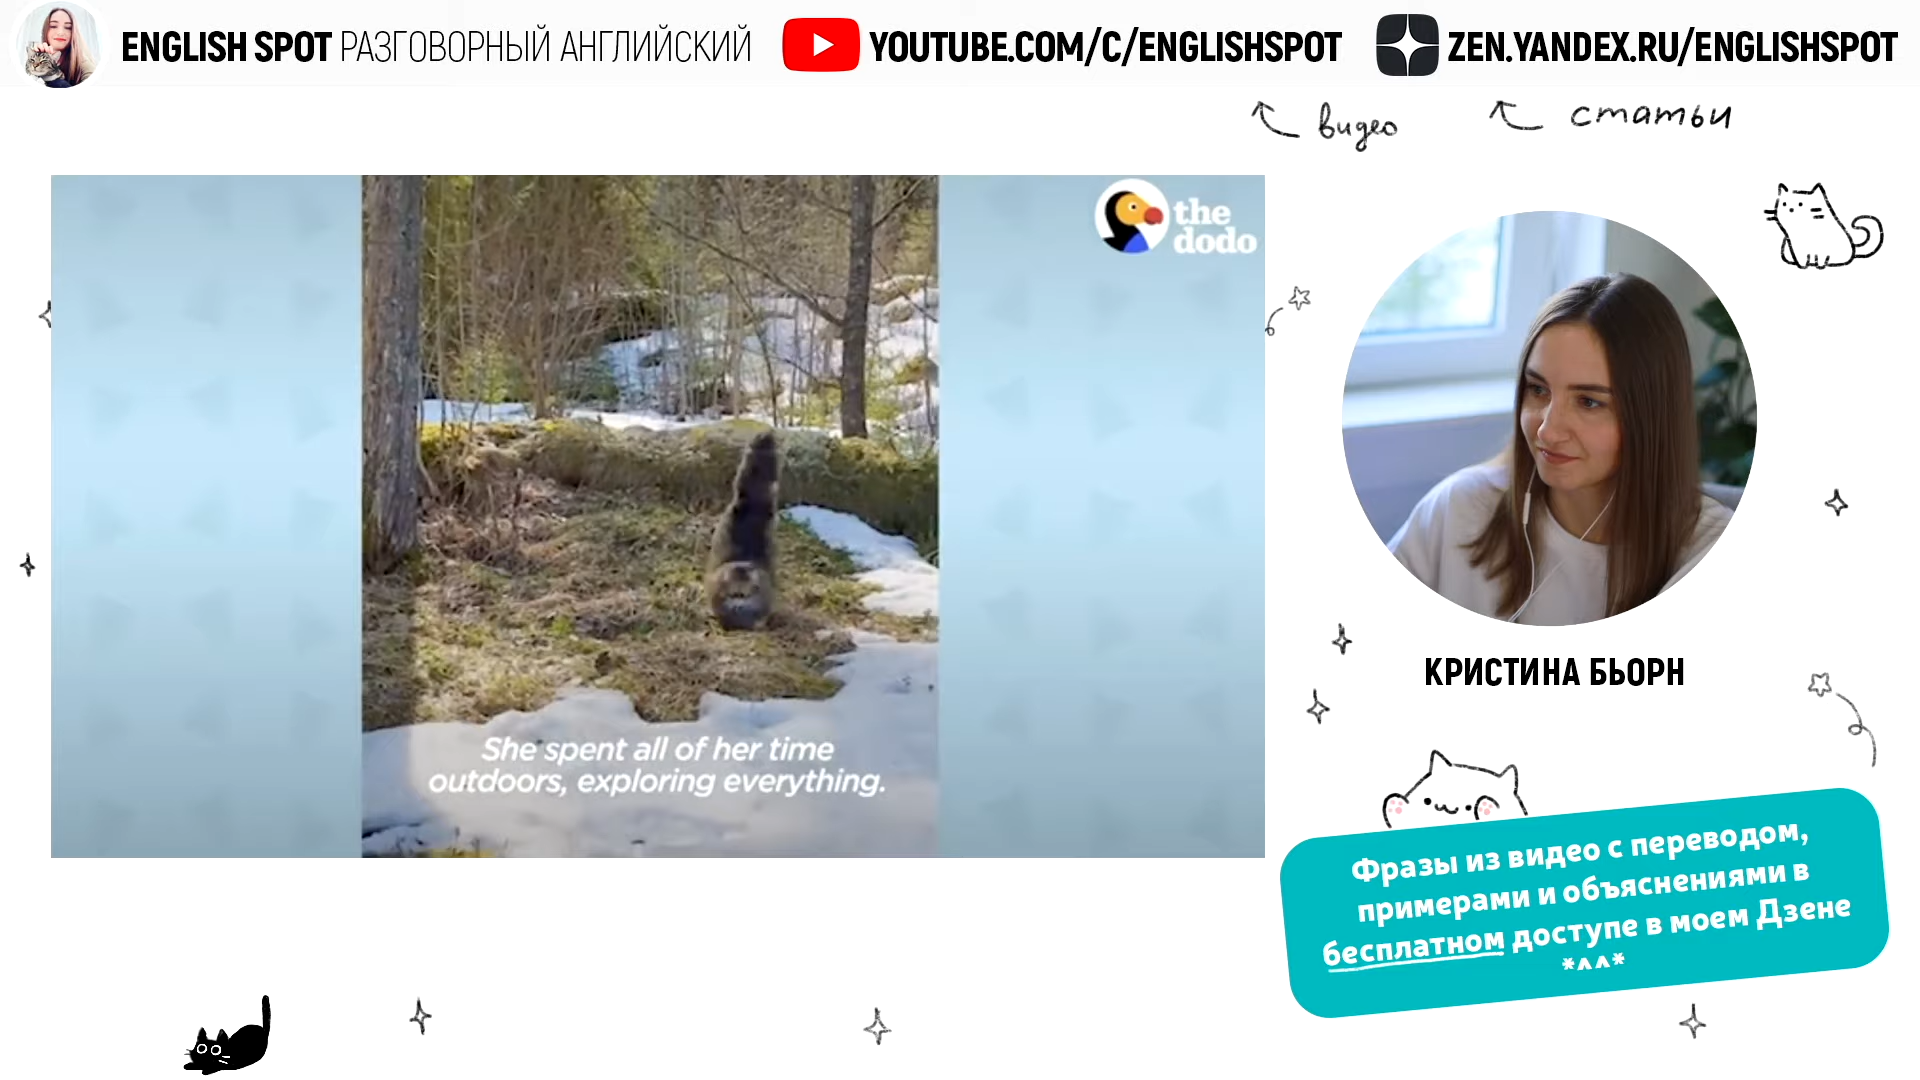 ENGLISH SPOT РАЗГОВОРНЫЙ АНГЛИЙСКИЙ
YOUTUBE.COM/C/ENGLISHSPOT
ZEN.YANDEX.RU/ENGLISHSPOT
видео
статьи
the
dodo
She spent all of her time
outdoors, exploring everything.
КРИСТИНА БЬОРН
Фразы из видео с переводом,
примерами и объяснениями в
бесплатном доступе в моем Дзене
*^^*